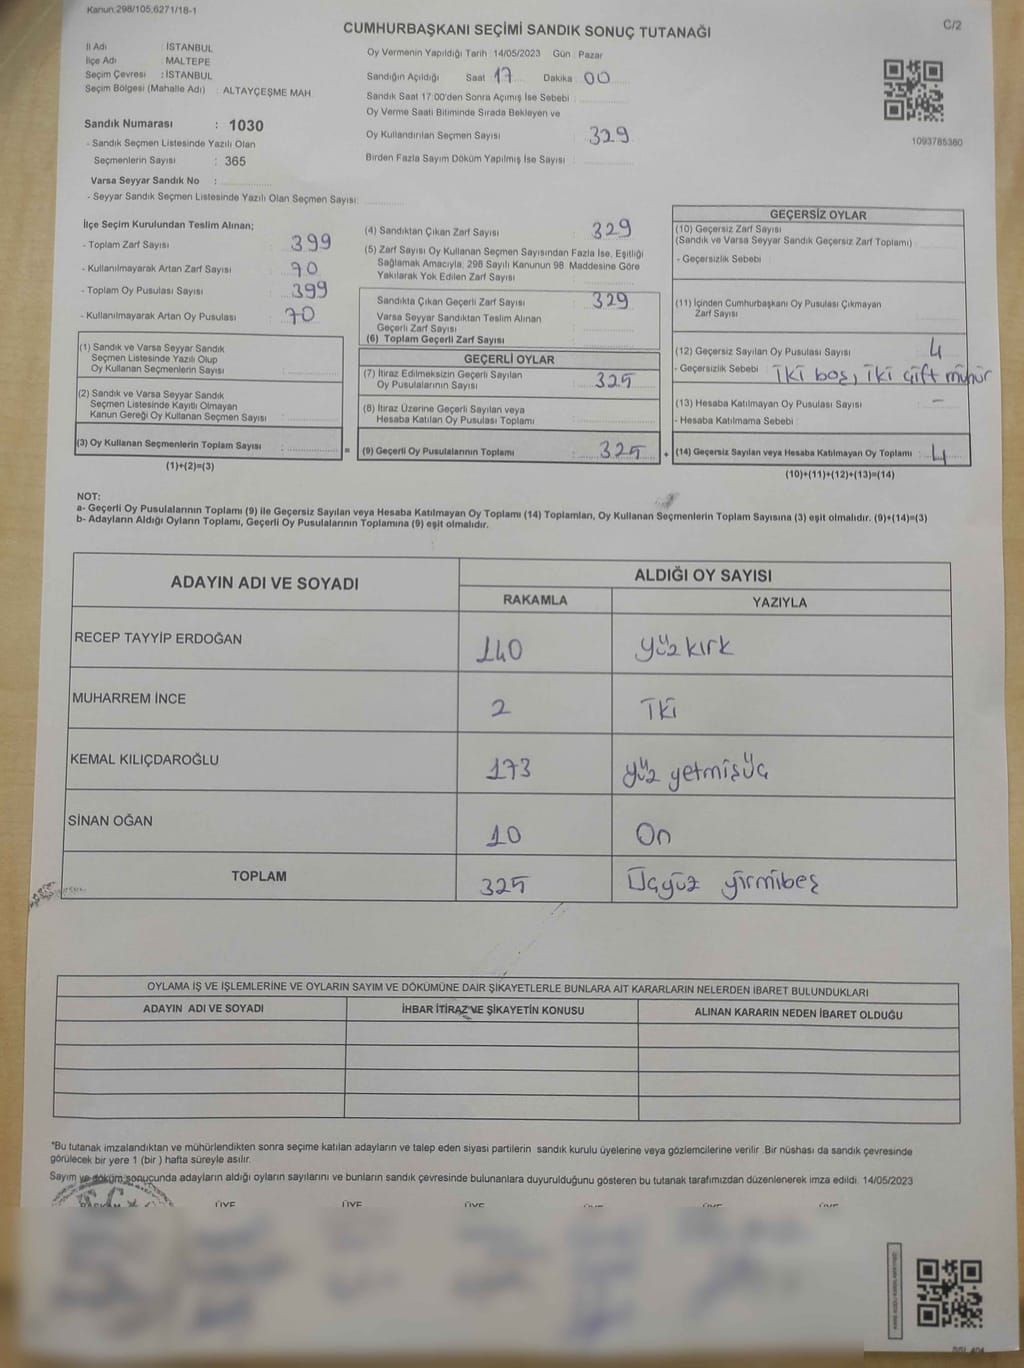 Kanun:298/105,6271/18-1
C/2
CUMHURBAŞKANI SEÇİMİ SANDIK SONUÇ TUTANAĞI
İl Adı : İSTANBUL
İlçe Adı : MALTEPE
Seçim Çevresi : İSTANBUL
Seçim Bölgesi (Mahalle Adı) : ALTAYÇEŞME MAH.
Sandık Numarası : 1030
- Sandık Seçmen Listesinde Yazılı Olan
Seçmenlerin Sayısı : 365
Varsa Seyyar Sandık No :
- Seyyar Sandık Seçmen Listesinde Yazılı Olan Seçmen Sayısı:
Oy Vermenin Yapıldığı Tarih : 14/05/2023 Gün : Pazar
Sandığın Açıldığı Saat 17 Dakika : 00
Sandık Saat 17:00'den Sonra Açımış İse Sebebi :
Oy Verme Saati Bitiminde Sırada Bekleyen ve
Oy Kullandırılan Seçmen Sayısı : 329
Birden Fazla Sayım Döküm Yapılmış İse Sayısı :
1093785360
İlçe Seçim Kurulundan Teslim Alınan;
- Toplam Zarf Sayısı : 399
- Kullanılmayarak Artan Zarf Sayısı : 70
- Toplam Oy Pusulası Sayısı : 399
- Kullanılmayarak Artan Oy Pusulası : 70
(1) Sandık ve Varsa Seyyar Sandık
Seçmen Listesinde Yazılı Olup
Oy Kullanan Seçmenlerin Sayısı :
(2) Sandık ve Varsa Seyyar Sandık
Seçmen Listesinde Kayıtlı Olmayan
Kanun Gereği Oy Kullanan Seçmen Sayısı :
(3) Oy Kullanan Seçmenlerin Toplam Sayısı :
(1)+(2)=(3)
(4) Sandıktan Çıkan Zarf Sayısı : 329
(5) Zarf Sayısı Oy Kullanan Seçmen Sayısından Fazla İse, Eşitliği
Sağlamak Amacıyla, 298 Sayılı Kanunun 98. Maddesine Göre
Yakılarak Yok Edilen Zarf Sayısı :
Sandıkta Çıkan Geçerli Zarf Sayısı : 329
Varsa Seyyar Sandıktan Teslim Alınan
Geçerli Zarf Sayısı :
(6) Toplam Geçerli Zarf Sayısı :
GEÇERLİ OYLAR
(7) İtiraz Edilmeksizin Geçerli Sayılan
Oy Pusulalarının Sayısı : 325
(8) İtiraz Üzerine Geçerli Sayılan veya
Hesaba Katılan Oy Pusulası Toplamı :
= (9) Geçerli Oy Pusulalarının Toplamı : 325
GEÇERSİZ OYLAR
(10) Geçersiz Zarf Sayısı
(Sandık ve Varsa Seyyar Sandık Geçersiz Zarf Toplamı) :
- Geçersizlik Sebebi :
(11) İçinden Cumhurbaşkanı Oy Pusulası Çıkmayan
Zarf Sayısı :
(12) Geçersiz Sayılan Oy Pusulası Sayısı : 4
- Geçersizlik Sebebi : İki boş, iki çift mühür
(13) Hesaba Katılmayan Oy Pusulası Sayısı : -
- Hesaba Katılmama Sebebi :
+ (14) Geçersiz Sayılan veya Hesaba Katılmayan Oy Toplamı : 4
(10)+(11)+(12)+(13)=(14)
NOT:
a- Geçerli Oy Pusulalarının Toplamı (9) ile Geçersiz Sayılan veya Hesaba Katılmayan Oy Toplamı (14) Toplamları, Oy Kullanan Seçmenlerin Toplam Sayısına (3) eşit olmalıdır. (9)+(14)=(3)
b- Adayların Aldığı Oyların Toplamı, Geçerli Oy Pusulalarının Toplamına (9) eşit olmalıdır.
ADAYIN ADI VE SOYADI
ALDIĞI OY SAYISI
RAKAMLA YAZIYLA
RECEP TAYYİP ERDOĞAN 140 yüz kırk
MUHARREM İNCE 2 İki
KEMAL KILIÇDAROĞLU 173 yüz yetmişüç
SİNAN OĞAN 10 On
TOPLAM 325 Üçyüz yirmibeş
OYLAMA İŞ VE İŞLEMLERİNE VE OYLARIN SAYIM VE DÖKÜMÜNE DAİR ŞİKAYETLERLE BUNLARA AİT KARARLARIN NELERDEN İBARET BULUNDUKLARI
ADAYIN ADI VE SOYADI İHBAR İTİRAZ VE ŞİKAYETİN KONUSU ALINAN KARARIN NEDEN İBARET OLDUĞU
*Bu tutanak imzalandıktan ve mühürlendikten sonra seçime katılan adayların ve talep eden siyasi partilerin sandık kurulu üyelerine veya gözlemcilerine verilir. Bir nüshası da sandık çevresinde
görülecek bir yere 1 (bir ) hafta süreyle asılır.
Sayım ve döküm sonucunda adayların aldığı oyların sayılarını ve bunların sandık çevresinde bulunanlara duyurulduğunu gösteren bu tutanak tarafımızdan düzenlenerek imza edildi. 14/05/2023
BAŞKAN ÜYE ÜYE ÜYE ÜYE ÜYE ÜYE